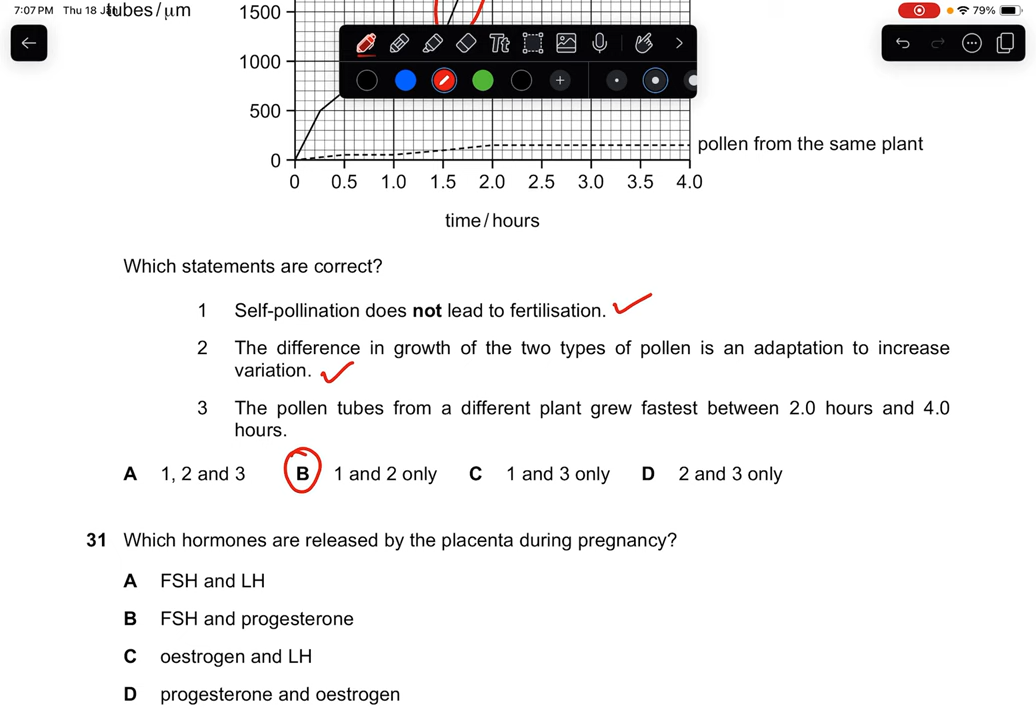 7:07 PM Thu 18 Jan
tubes/μm
79%
1500
1000
500
0
Tt
pollen from the same plant
0 0.5 1.0 1.5 2.0 2.5 3.0 3.5 4.0
time/hours
Which statements are correct?
1 Self-pollination does not lead to fertilisation.
2 The difference in growth of the two types of pollen is an adaptation to increase
variation.
3 The pollen tubes from a different plant grew fastest between 2.0 hours and 4.0
hours.
A 1, 2 and 3 B 1 and 2 only C 1 and 3 only D 2 and 3 only
31 Which hormones are released by the placenta during pregnancy?
A FSH and LH
B FSH and progesterone
C oestrogen and LH
D progesterone and oestrogen